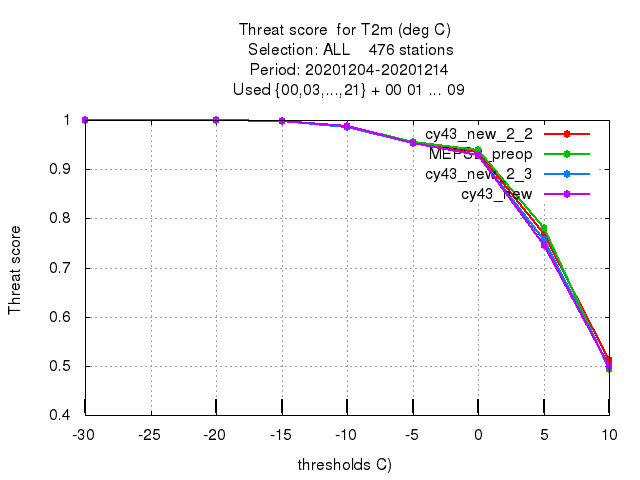 Threat score for T2m (deg C)
Selection: ALL 476 stations
Period: 20201204-20201214
Used {00,03,...,21} + 00 01 ... 09
cy43_new_2_2
preop
cy43_new_2_3
cy43_new
1
0.9
0.8
0.7
0.6
0.5
0.4
Threat score
-30 -25 -20 -15 -10 -5 0 5 10
thresholds C)